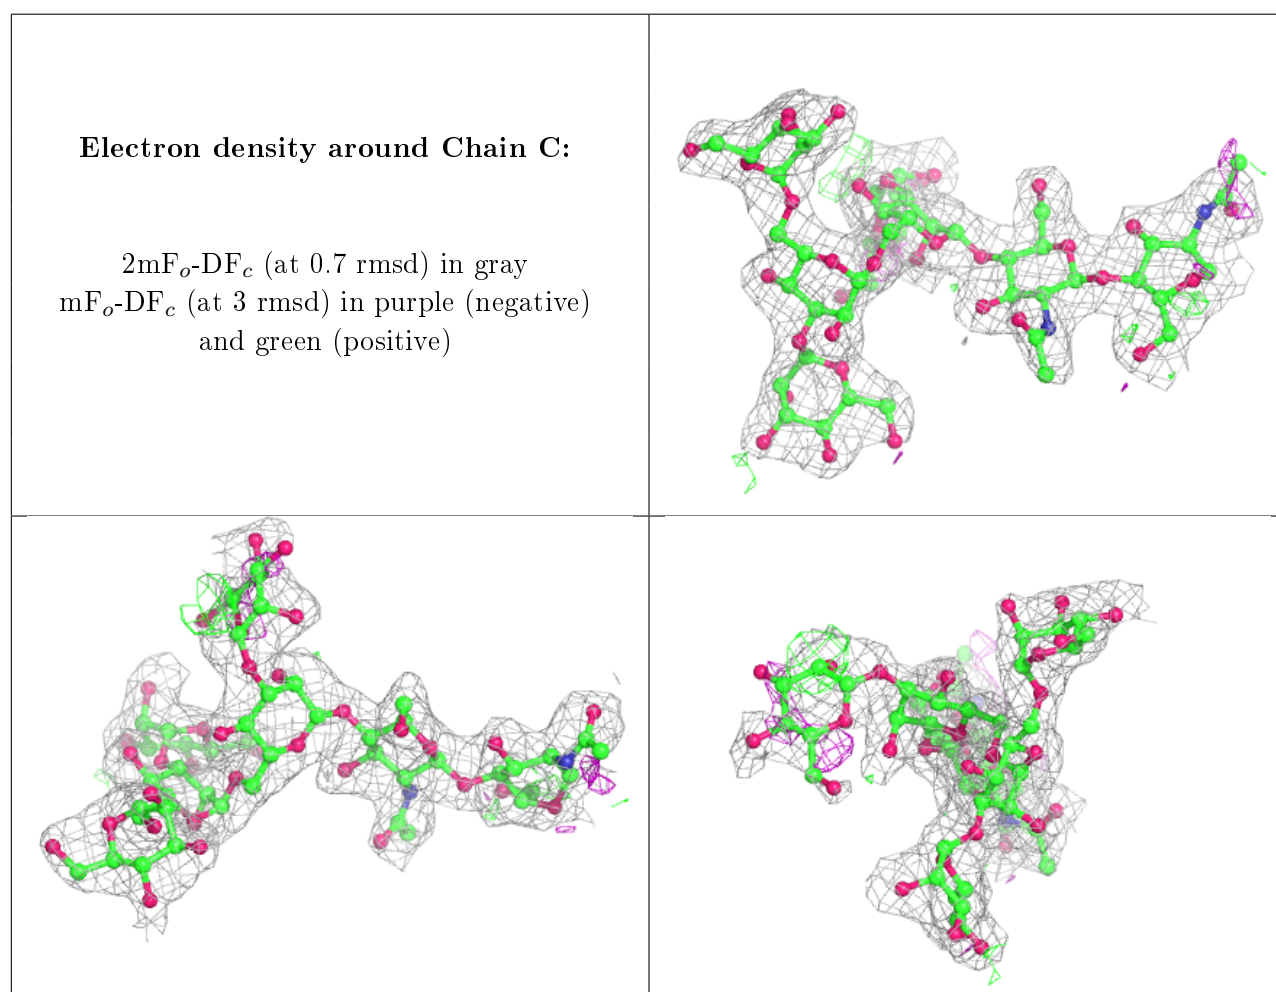 Electron density around Chain C:
2mFₒ-DF𝒸 (at 0.7 rmsd) in gray
mFₒ-DF𝒸 (at 3 rmsd) in purple (negative)
and green (positive)